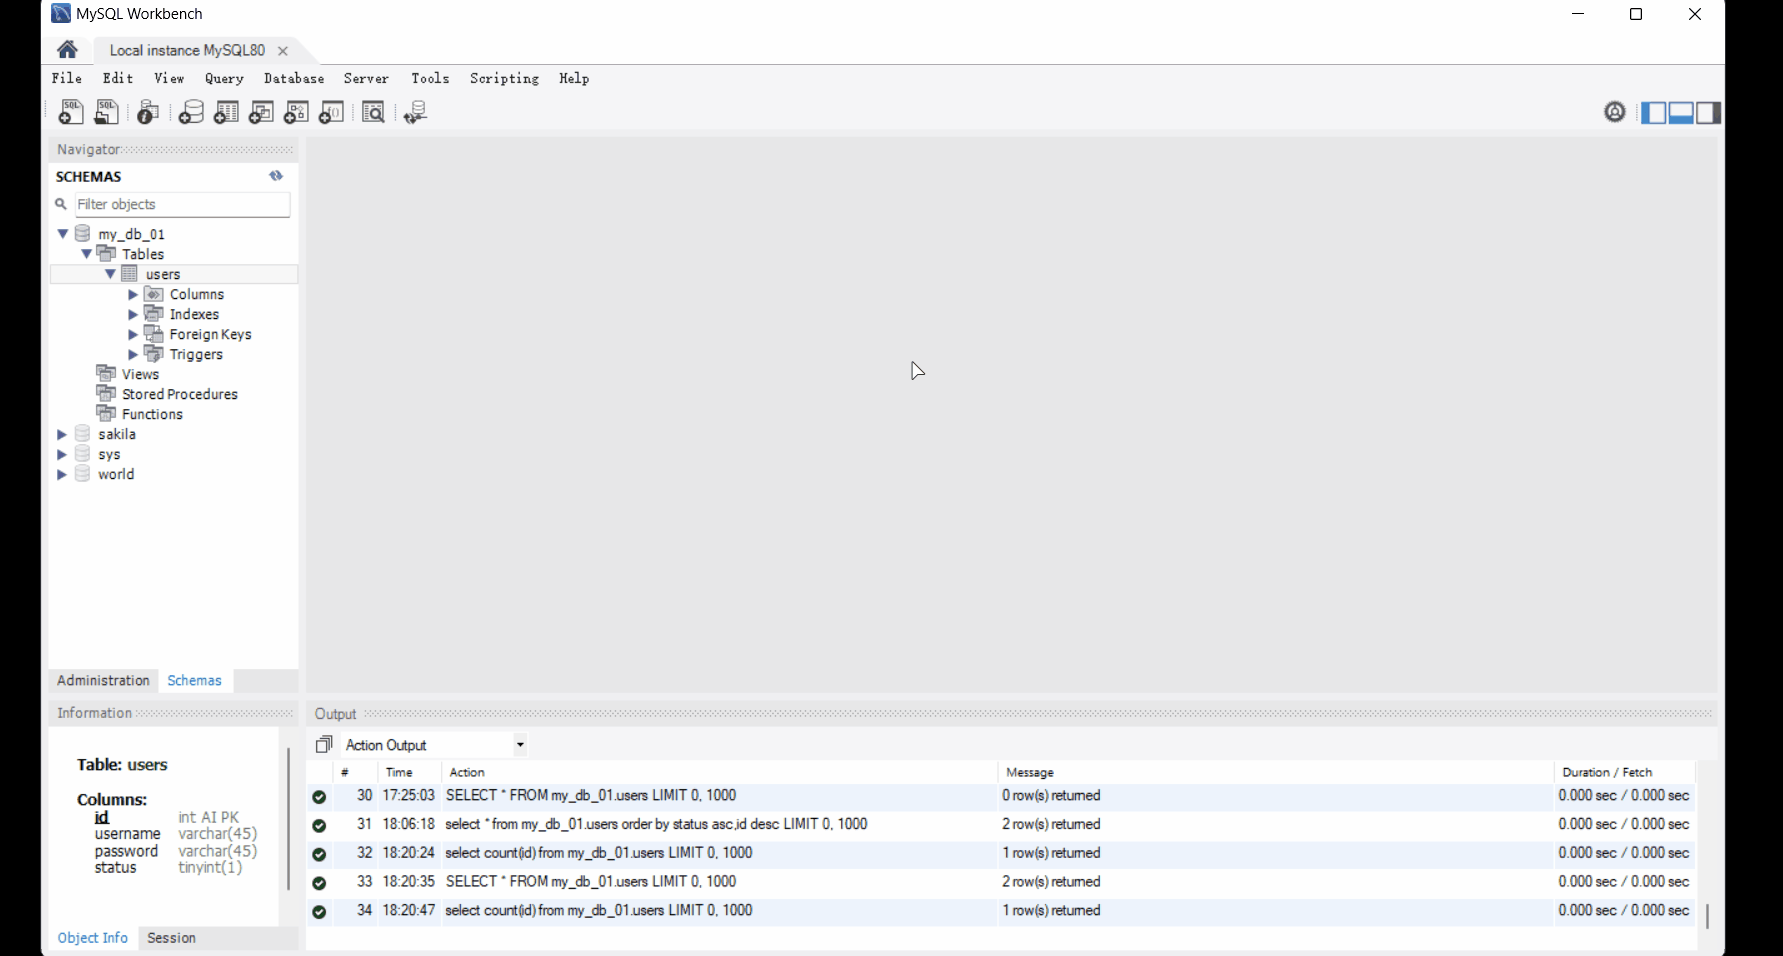 MySQL Workbench
Local instance MySQL80
File Edit View Query Database Server Tools Scripting Help
SQL SQL
Navigator
SCHEMAS
Filter objects
my_db_01
Tables
users
Columns
Indexes
Foreign Keys
Triggers
Views
Stored Procedures
Functions
sakila
sys
world
Administration Schemas
Information
Table: users
Columns:
id int AI PK
username varchar(45)
password varchar(45)
status tinyint(1)
Object Info Session
Output
Action Output
# Time Action Message Duration / Fetch
30 17:25:03 SELECT * FROM my_db_01.users LIMIT 0, 1000 0 row(s) returned 0.000 sec / 0.000 sec
31 18:06:18 select * from my_db_01.users order by status asc,id desc LIMIT 0, 1000 2 row(s) returned 0.000 sec / 0.000 sec
32 18:20:24 select count(id) from my_db_01.users LIMIT 0, 1000 1 row(s) returned 0.000 sec / 0.000 sec
33 18:20:35 SELECT * FROM my_db_01.users LIMIT 0, 1000 2 row(s) returned 0.000 sec / 0.000 sec
34 18:20:47 select count(id) from my_db_01.users LIMIT 0, 1000 1 row(s) returned 0.000 sec / 0.000 sec